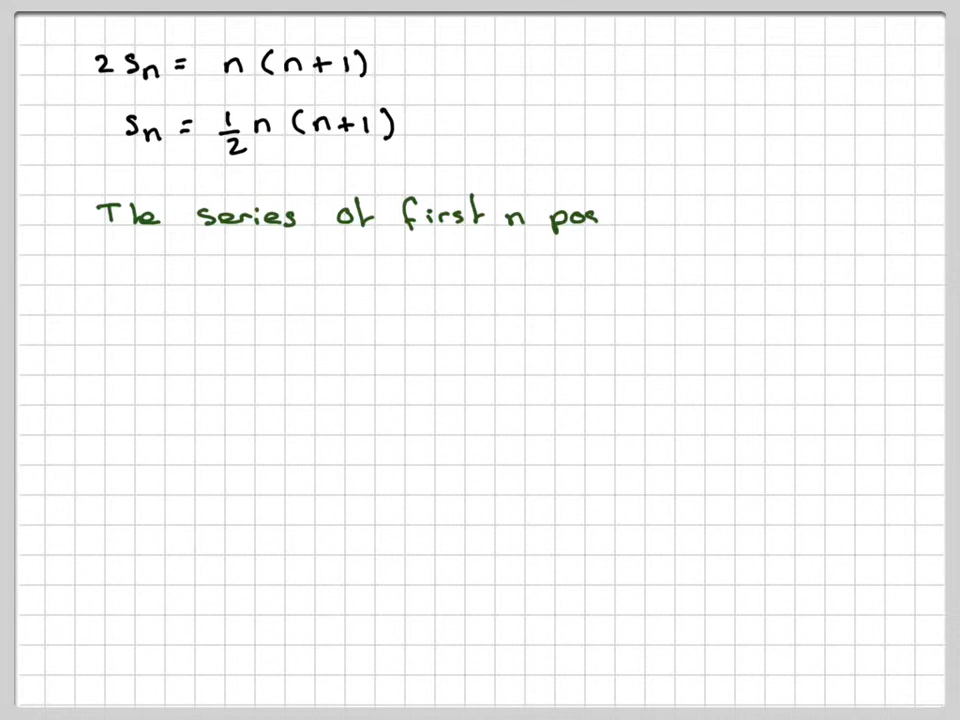 2 Sn = n (n + 1)
Sn = 1/2 n (n + 1)
The series of first n pos